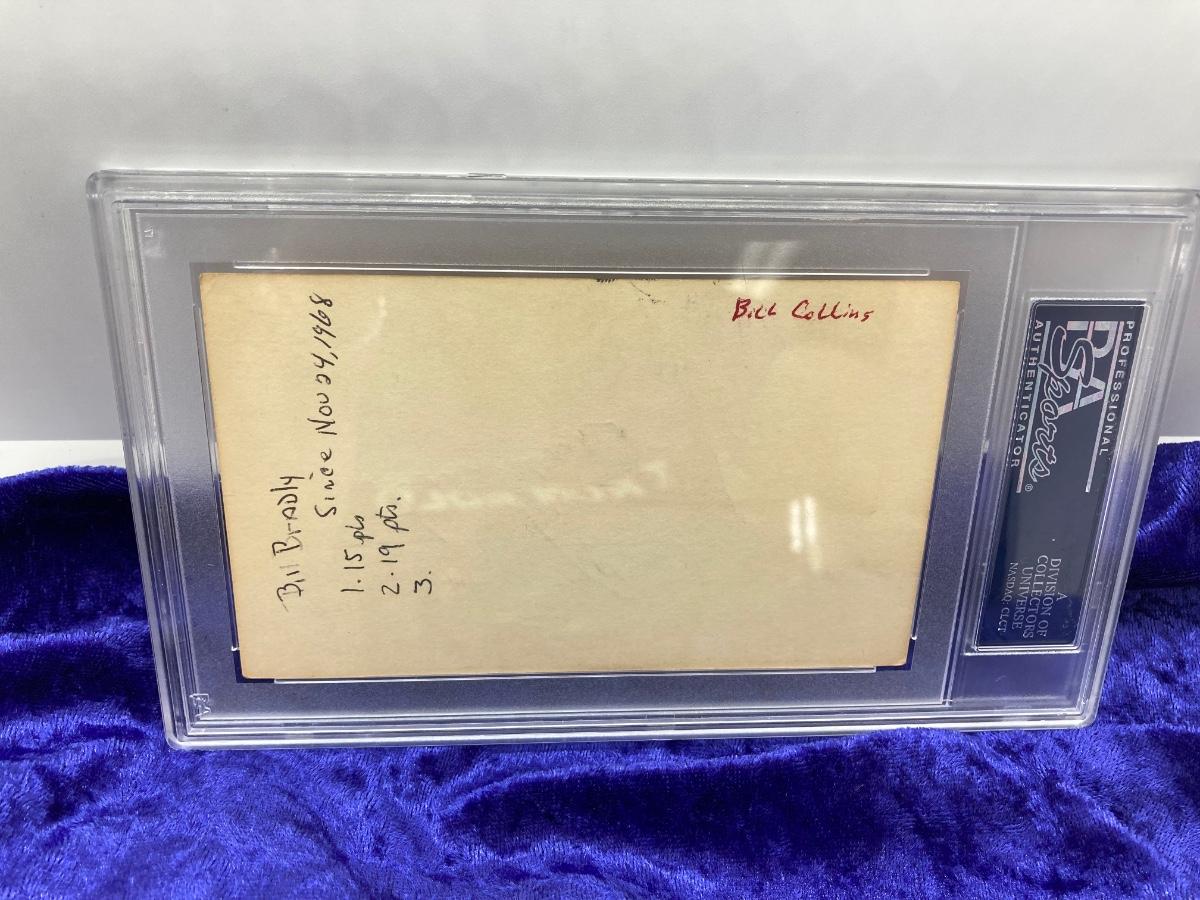 Bill Collins
Bill Bradly
Since Nov 24, 1968
1. 15 pts
2. 19 pts.
3.
PROFESSIONAL
PSA
Sports®
AUTHENTICATOR
A
DIVISION OF
COLLECTORS
UNIVERSE
NASDAQ: CLCT